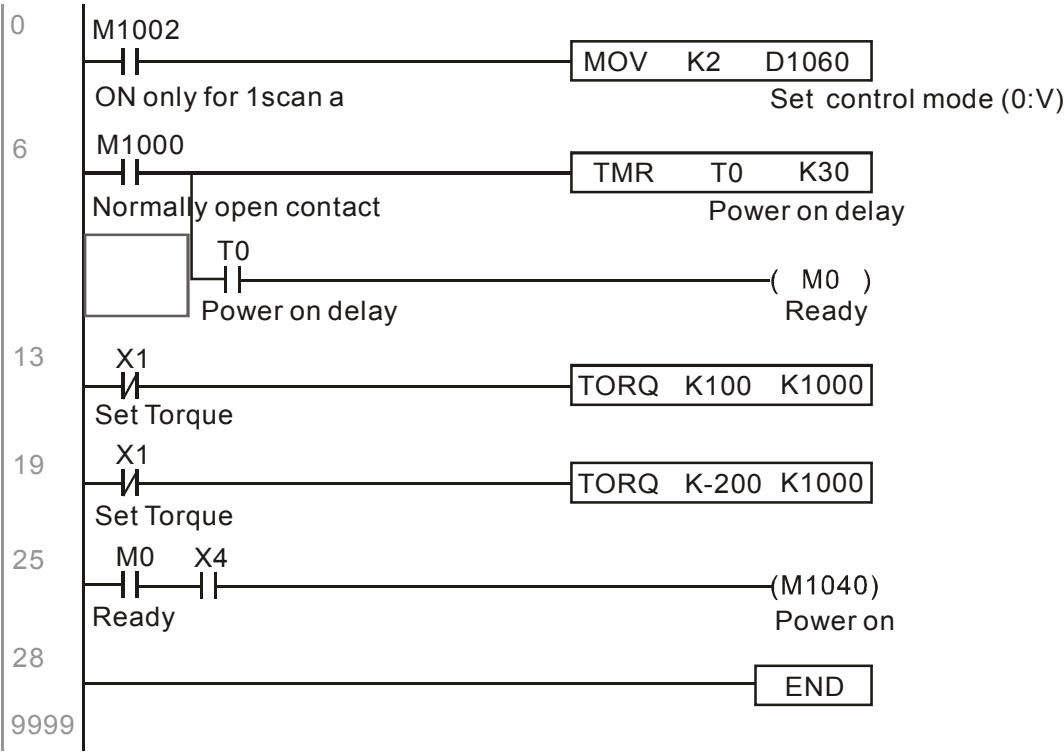 0
M1002
MOV K2 D1060
ON only for 1scan a
Set control mode (0:V)
6
M1000
TMR T0 K30
Normally open contact
Power on delay
T0
( M0 )
Power on delay
Ready
13
X1
TORQ K100 K1000
Set Torque
19
X1
TORQ K-200 K1000
Set Torque
25
M0 X4
(M1040)
Ready
Power on
28
END
9999